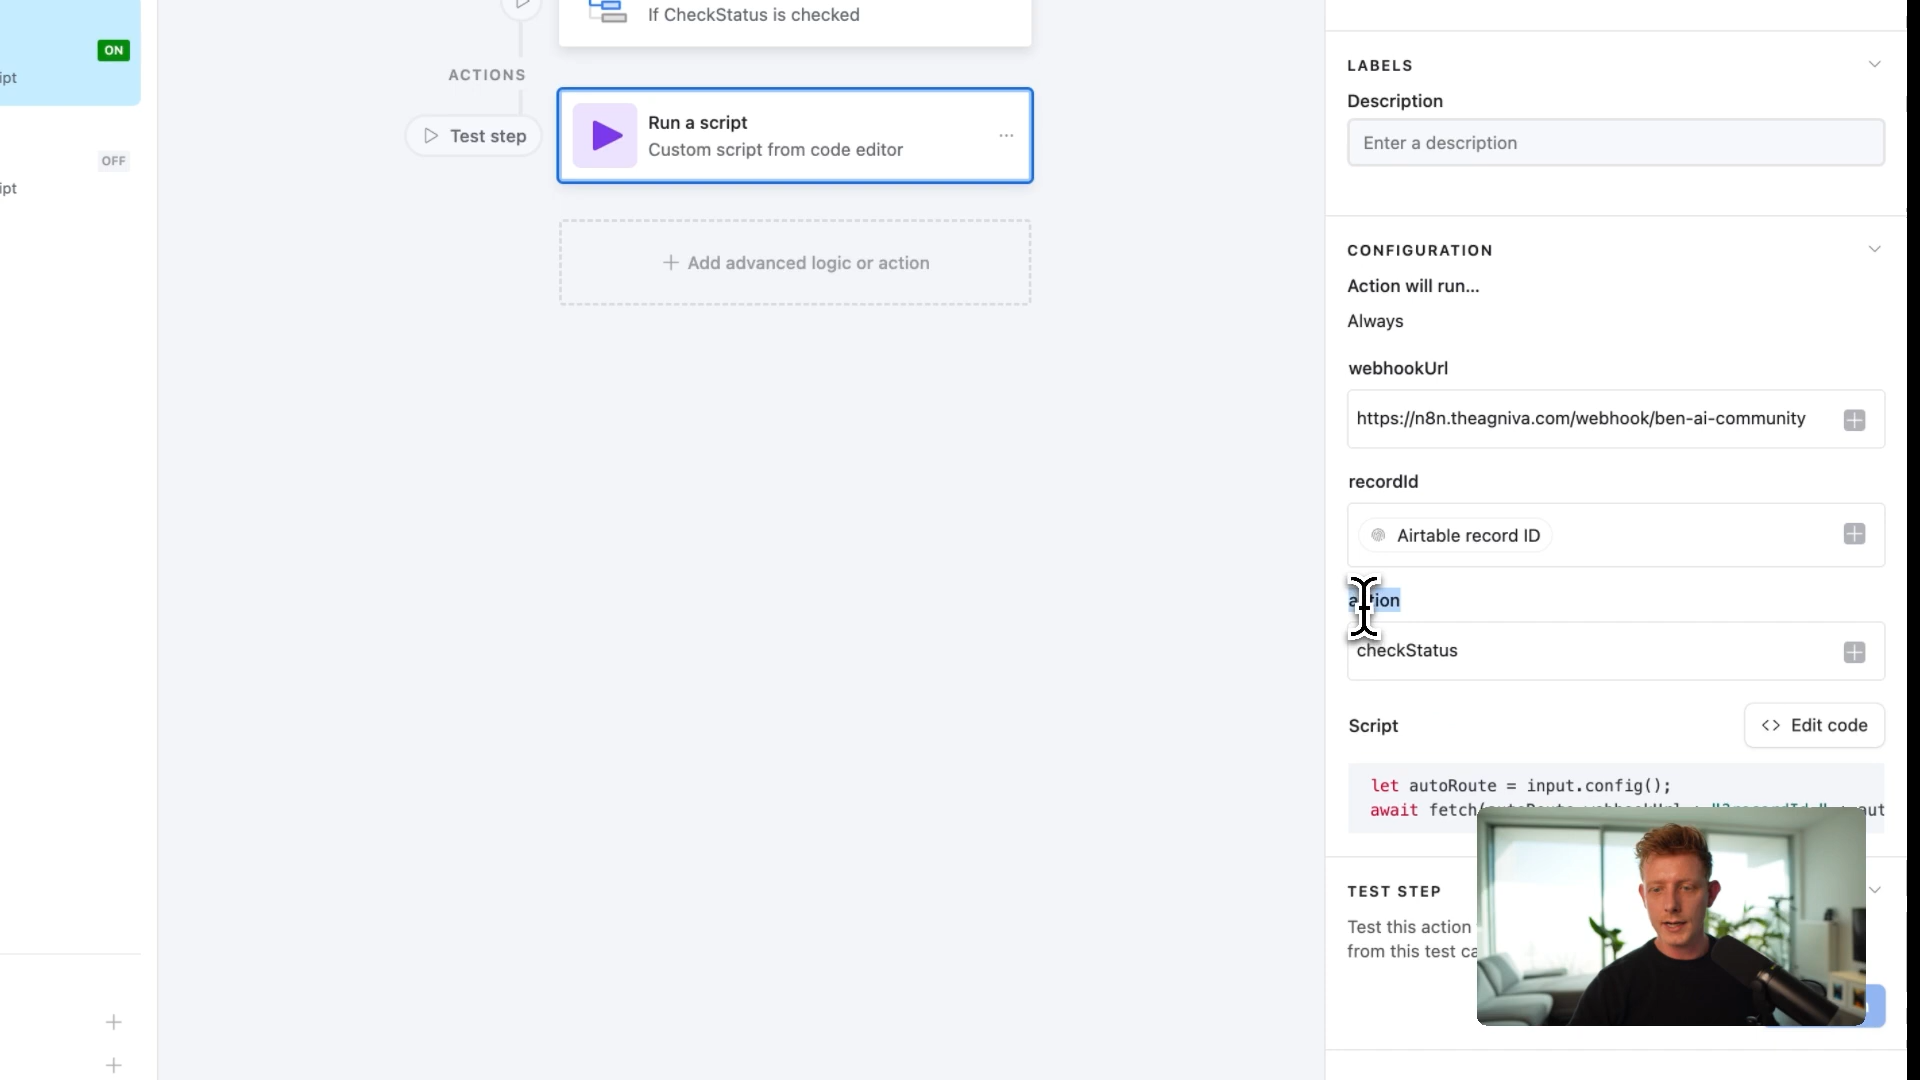 If CheckStatus is checked
ON
ipt
ACTIONS
Run a script
Custom script from code editor
Test step
OFF
ipt
Add advanced logic or action
LABELS
Description
Enter a description
CONFIGURATION
Action will run...
Always
webhookUrl
https://n8n.theagniva.com/webhook/ben-ai-community
recordId
Airtable record ID
action
checkStatus
Script
<> Edit code
let autoRoute = input.config();
await fetch(
TEST STEP
Test this action
from this test ca